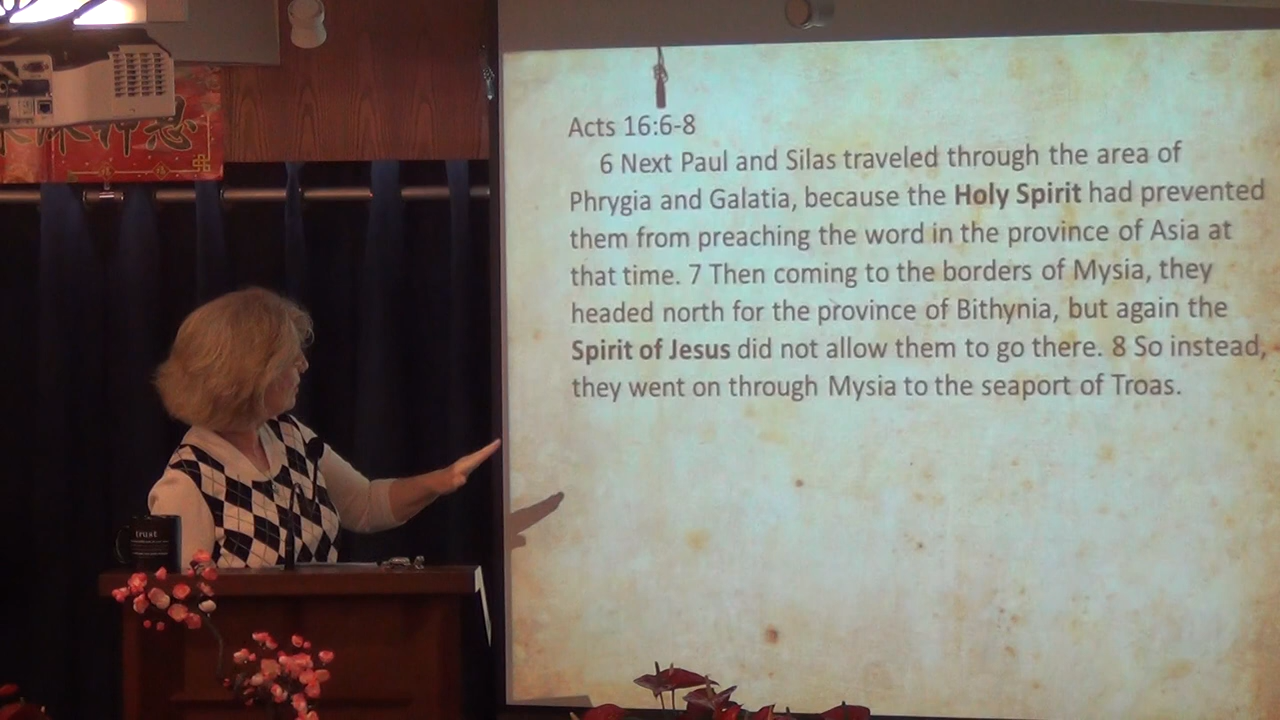 Acts 16:6-8
6 Next Paul and Silas traveled through the area of
Phrygia and Galatia, because the Holy Spirit had prevented
them from preaching the word in the province of Asia at
that time. 7 Then coming to the borders of Mysia, they
headed north for the province of Bithynia, but again the
Spirit of Jesus did not allow them to go there. 8 So instead,
they went on through Mysia to the seaport of Troas.
trust